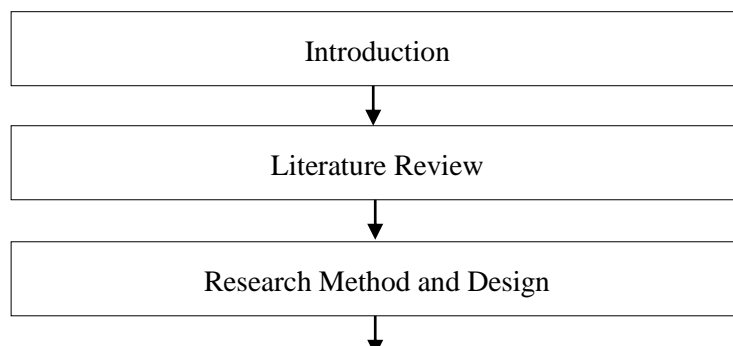 Introduction
Literature Review
Research Method and Design